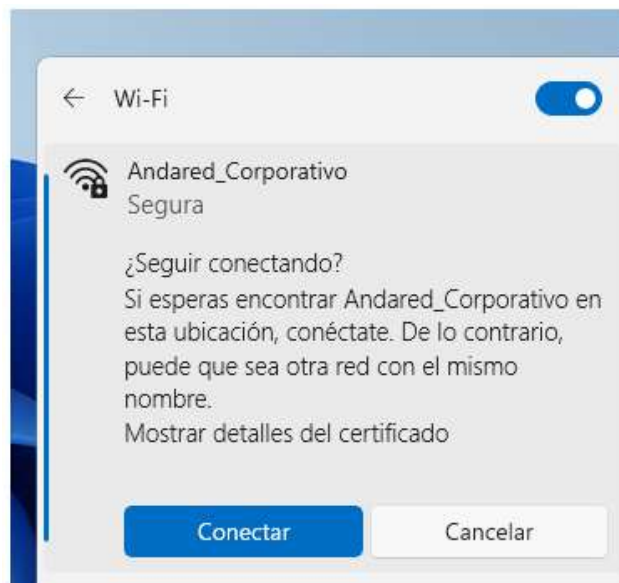 Wi-Fi
Andared_Corporativo
Segura
¿Seguir conectando?
Si esperas encontrar Andared_Corporativo en
esta ubicación, conéctate. De lo contrario,
puede que sea otra red con el mismo
nombre.
Mostrar detalles del certificado
Conectar
Cancelar